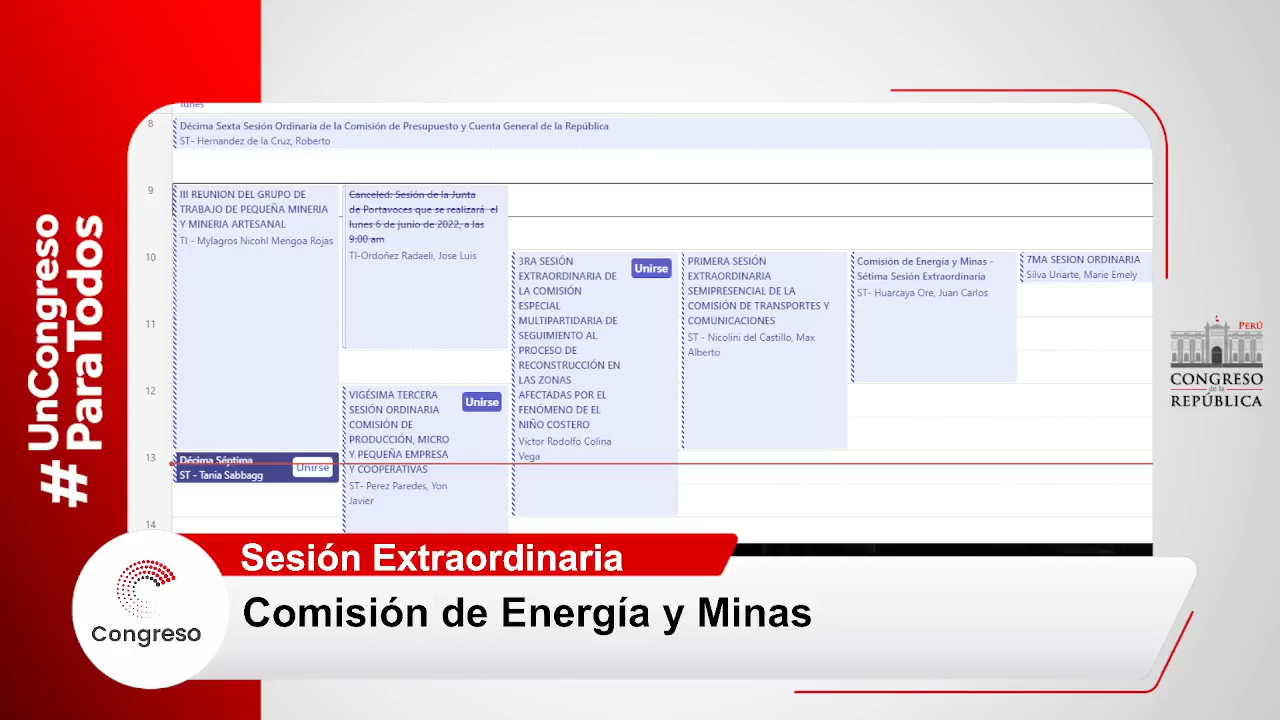 #UnCongreso
ParaTodos
lunes
8
Décima Sexta Sesión Ordinaria de la Comisión de Presupuesto y Cuenta General de la República
ST- Hernandez de la Cruz, Roberto
9
III REUNION DEL GRUPO DE
TRABAJO DE PEQUEÑA MINERIA
Y MINERIA ARTESANAL
TI - Mylagros Nicohl Mengoa Rojas
Canceled: Sesión de la Junta
de Portavoces que se realizará el
lunes 6 de junio de 2022, a las
9:00 am
TI-Ordoñez Radaeli, Jose Luis
10
3RA SESIÓN
EXTRAORDINARIA DE
LA COMISIÓN
ESPECIAL
MULTIPARTIDARIA DE
SEGUIMIENTO AL
PROCESO DE
RECONSTRUCCIÓN EN
LAS ZONAS
AFECTADAS POR EL
FENÓMENO DE EL
NIÑO COSTERO
Victor Rodolfo Colina
Vega
Unirse
PRIMERA SESIÓN
EXTRAORDINARIA
SEMIPRESENCIAL DE LA
COMISIÓN DE TRANSPORTES Y
COMUNICACIONES
ST - Nicolini del Castillo, Max
Alberto
Comisión de Energía y Minas -
Sétima Sesión Extraordinaria
ST- Huarcaya Ore, Juan Carlos
7MA SESION ORDINARIA
Silva Uriarte, Marie Emely
11
12
VIGÉSIMA TERCERA
SESIÓN ORDINARIA
COMISIÓN DE
PRODUCCIÓN, MICRO
Y PEQUEÑA EMPRESA
Y COOPERATIVAS
ST- Perez Paredes, Yon
Javier
Unirse
13
Décima Séptima
ST - Tania Sabbagg
Unirse
14
PERÚ
CONGRESO
de la
REPÚBLICA
Sesión Extraordinaria
Comisión de Energía y Minas
Congreso